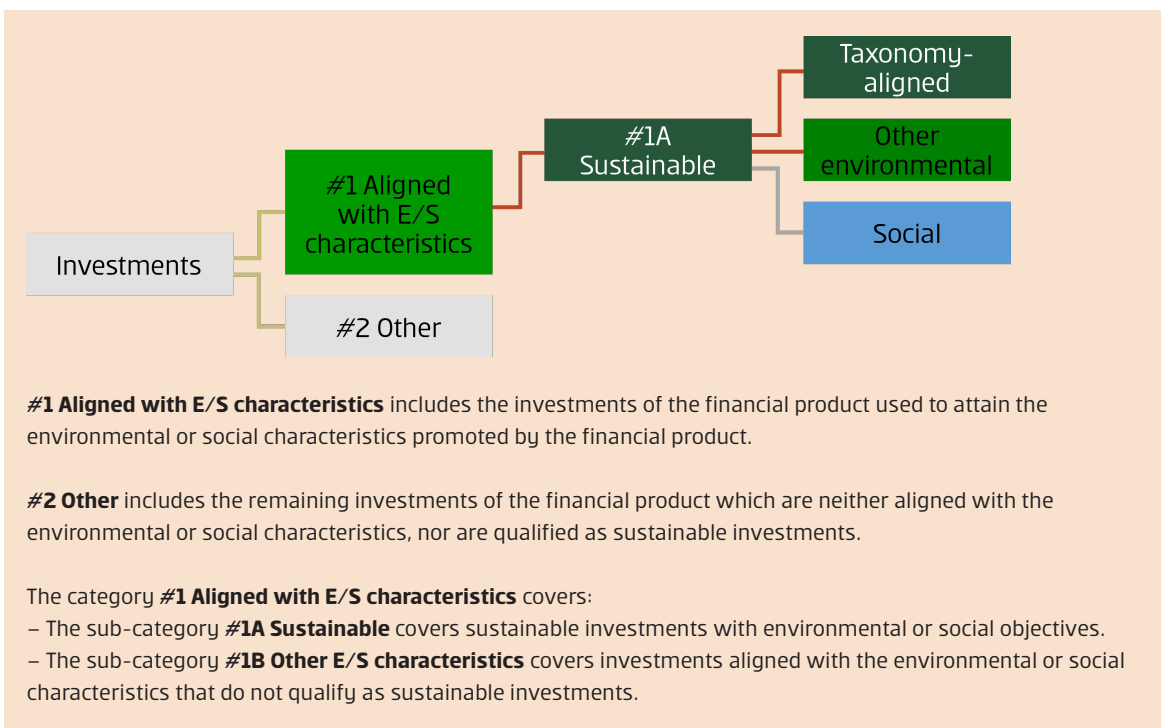 Taxonomy-
aligned
#1A
Sustainable
Other
environmental
#1 Aligned
with E/S
characteristics
Social
Investments
#2 Other
#1 Aligned with E/S characteristics includes the investments of the financial product used to attain the
environmental or social characteristics promoted by the financial product.
#2 Other includes the remaining investments of the financial product which are neither aligned with the
environmental or social characteristics, nor are qualified as sustainable investments.
The category #1 Aligned with E/S characteristics covers:
– The sub-category #1A Sustainable covers sustainable investments with environmental or social objectives.
– The sub-category #1B Other E/S characteristics covers investments aligned with the environmental or social
characteristics that do not qualify as sustainable investments.